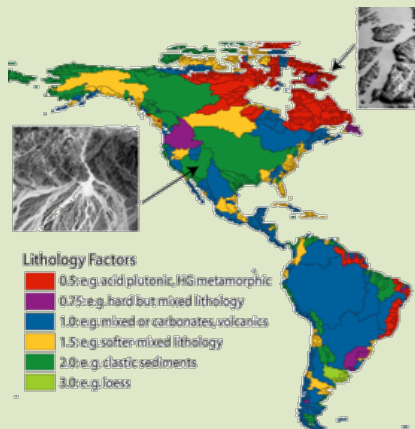 Lithology Factors
0.5:e.g. acid plutonic, HG metamorphic
0.75:e.g. hard but mixed lithology
1.0:e.g. mixed or carbonates, volcanics
1.5:e.g. softer-mixed lithology
2.0:e.g. clastic sediments
3.0:e.g. loess